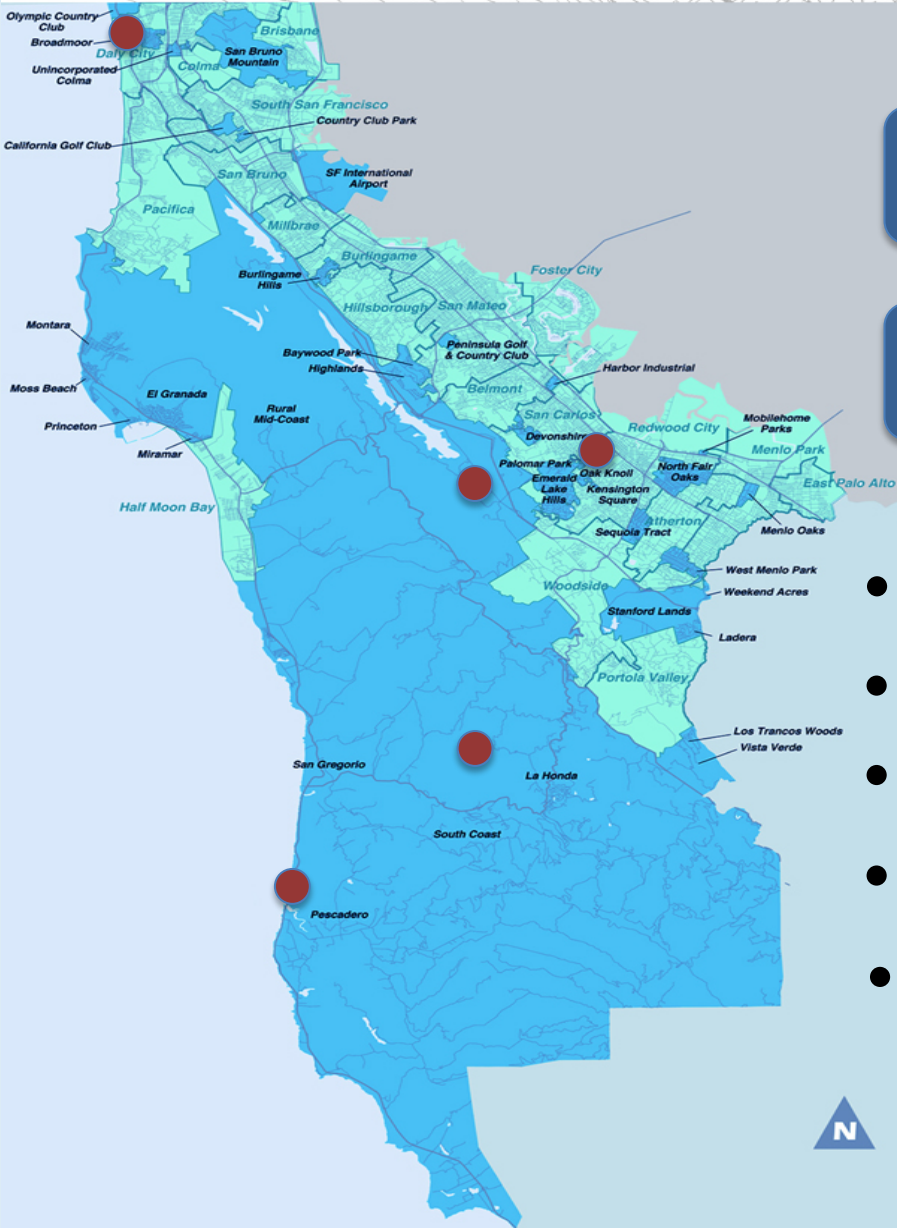 Olympic Country
Club
Broadmoor
Daly City
Unincorporated
Colma
Colma
Brisbane
San Bruno
Mountain
South San Francisco
Country Club Park
California Golf Club
San Bruno
SF International
Airport
Pacifica
Millbrae
Burlingame
Burlingame
Hills
Foster City
Hillsborough
San Mateo
Montara
Baywood Park
Highlands
Peninsula Golf
& Country Club
Harbor Industrial
Moss Beach
El Granada
Belmont
Rural
Mid-Coast
San Carlos
Princeton
Miramar
Devonshire
Redwood City
Mobilehome
Parks
Menlo Park
Palomar Park
Oak Knoll
North Fair
Oaks
East Palo Alto
Emerald
Lake
Hills
Kensington
Square
Half Moon Bay
Sequoia Tract
Atherton
Menlo Oaks
West Menlo Park
Woodside
Weekend Acres
Stanford Lands
Ladera
Portola Valley
Los Trancos Woods
Vista Verde
San Gregorio
La Honda
South Coast
Pescadero
N